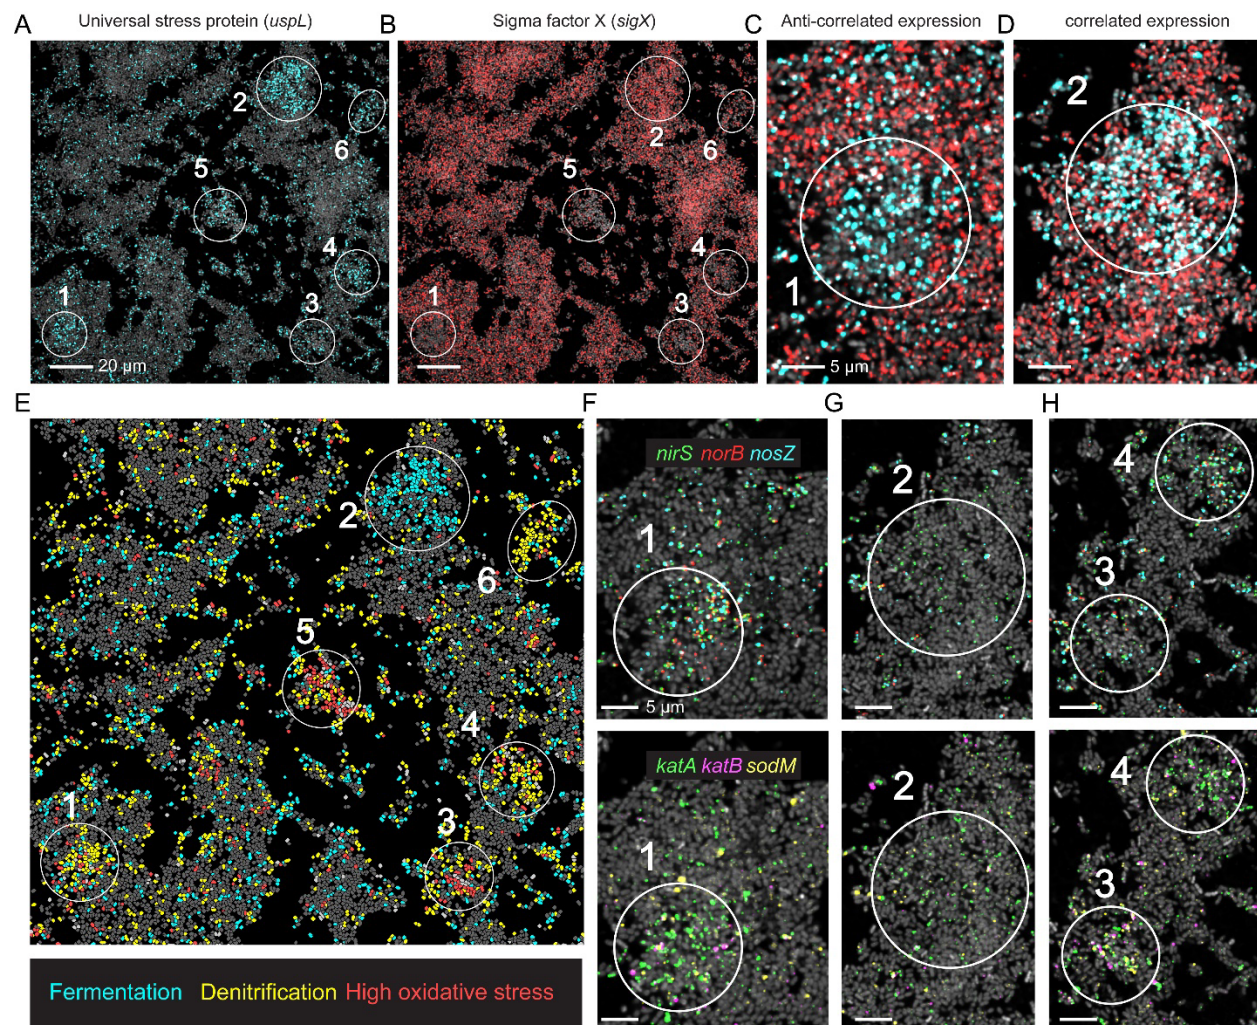 A
Universal stress protein (uspL)
B
Sigma factor X (sigX)
C
Anti-correlated expression
D
correlated expression
2
6
5
4
1
3
20 µm
2
6
5
4
1
3
1
5 µm
2
E
F
G
H
2
6
5
4
1
3
nirS norB nosZ
1
5 µm
2
4
3
katA katB sodM
1
2
4
3
Fermentation Denitrification High oxidative stress